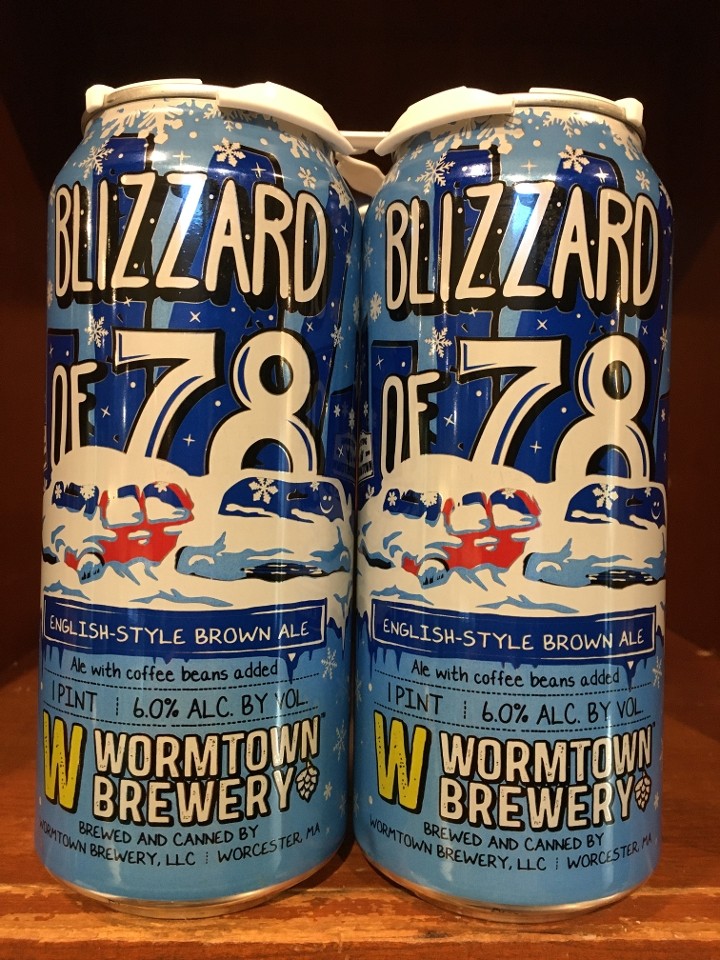 BLIZZARD
OF 78
ENGLISH-STYLE BROWN ALE
Ale with coffee beans added
1 PINT 6.0% ALC. BY VOL.
W WORMTOWN
BREWERY
BREWED AND CANNED BY
WORMTOWN BREWERY, LLC WORCESTER, MA
BLIZZARD
OF 78
ENGLISH-STYLE BROWN ALE
Ale with coffee beans added
1 PINT 6.0% ALC. BY VOL.
W WORMTOWN
BREWERY
BREWED AND CANNED BY
WORMTOWN BREWERY, LLC WORCESTER, MA